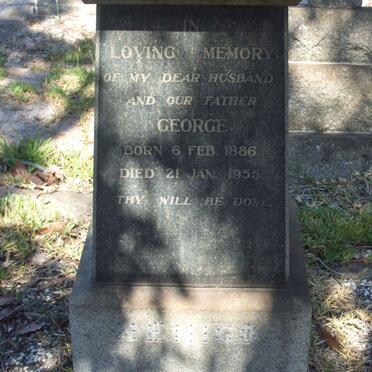 IN
LOVING MEMORY
OF MY DEAR HUSBAND
AND OUR FATHER
GEORGE
BORN 6 FEB. 1886.
DIED 21 JAN. 1955.
THY WILL BE DONE.